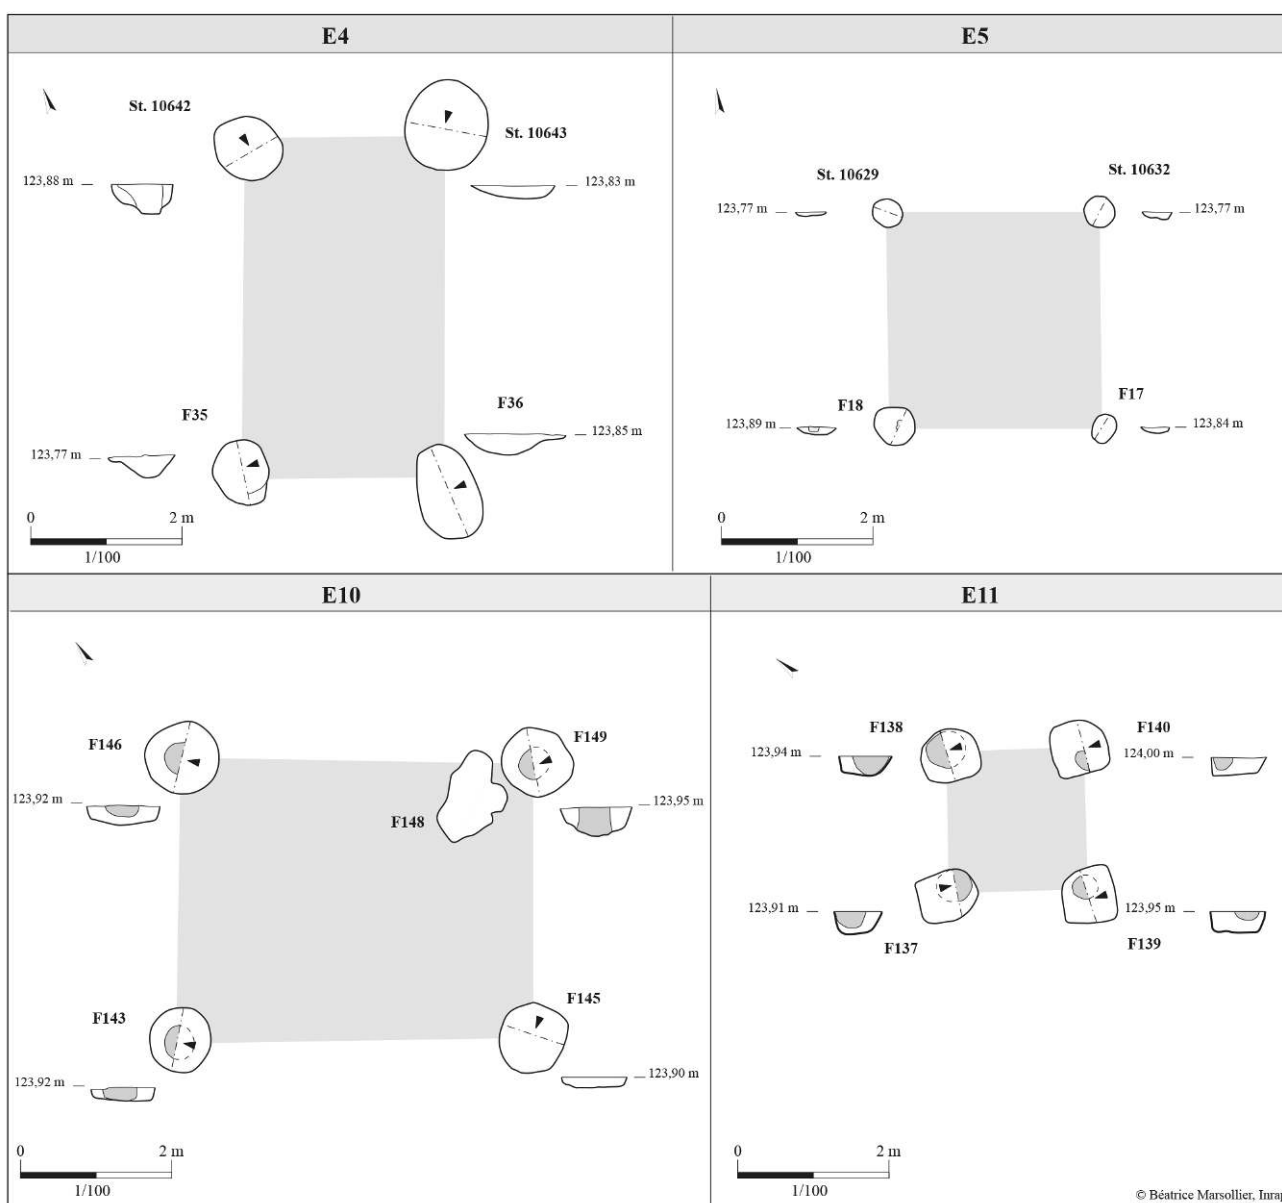 E4
St. 10642
St. 10643
123,88 m
123,83 m
F35
F36
123,77 m
123,85 m
0 2 m
1/100
E5
St. 10629
St. 10632
123,77 m
123,77 m
F18
F17
123,89 m
123,84 m
0 2 m
1/100
E10
F146
F149
123,92 m
123,95 m
F148
F143
F145
123,92 m
123,90 m
0 2 m
1/100
E11
F138
F140
123,94 m
124,00 m
123,91 m
123,95 m
F137
F139
0 2 m
1/100
© Béatrice Marsollier, Inrap